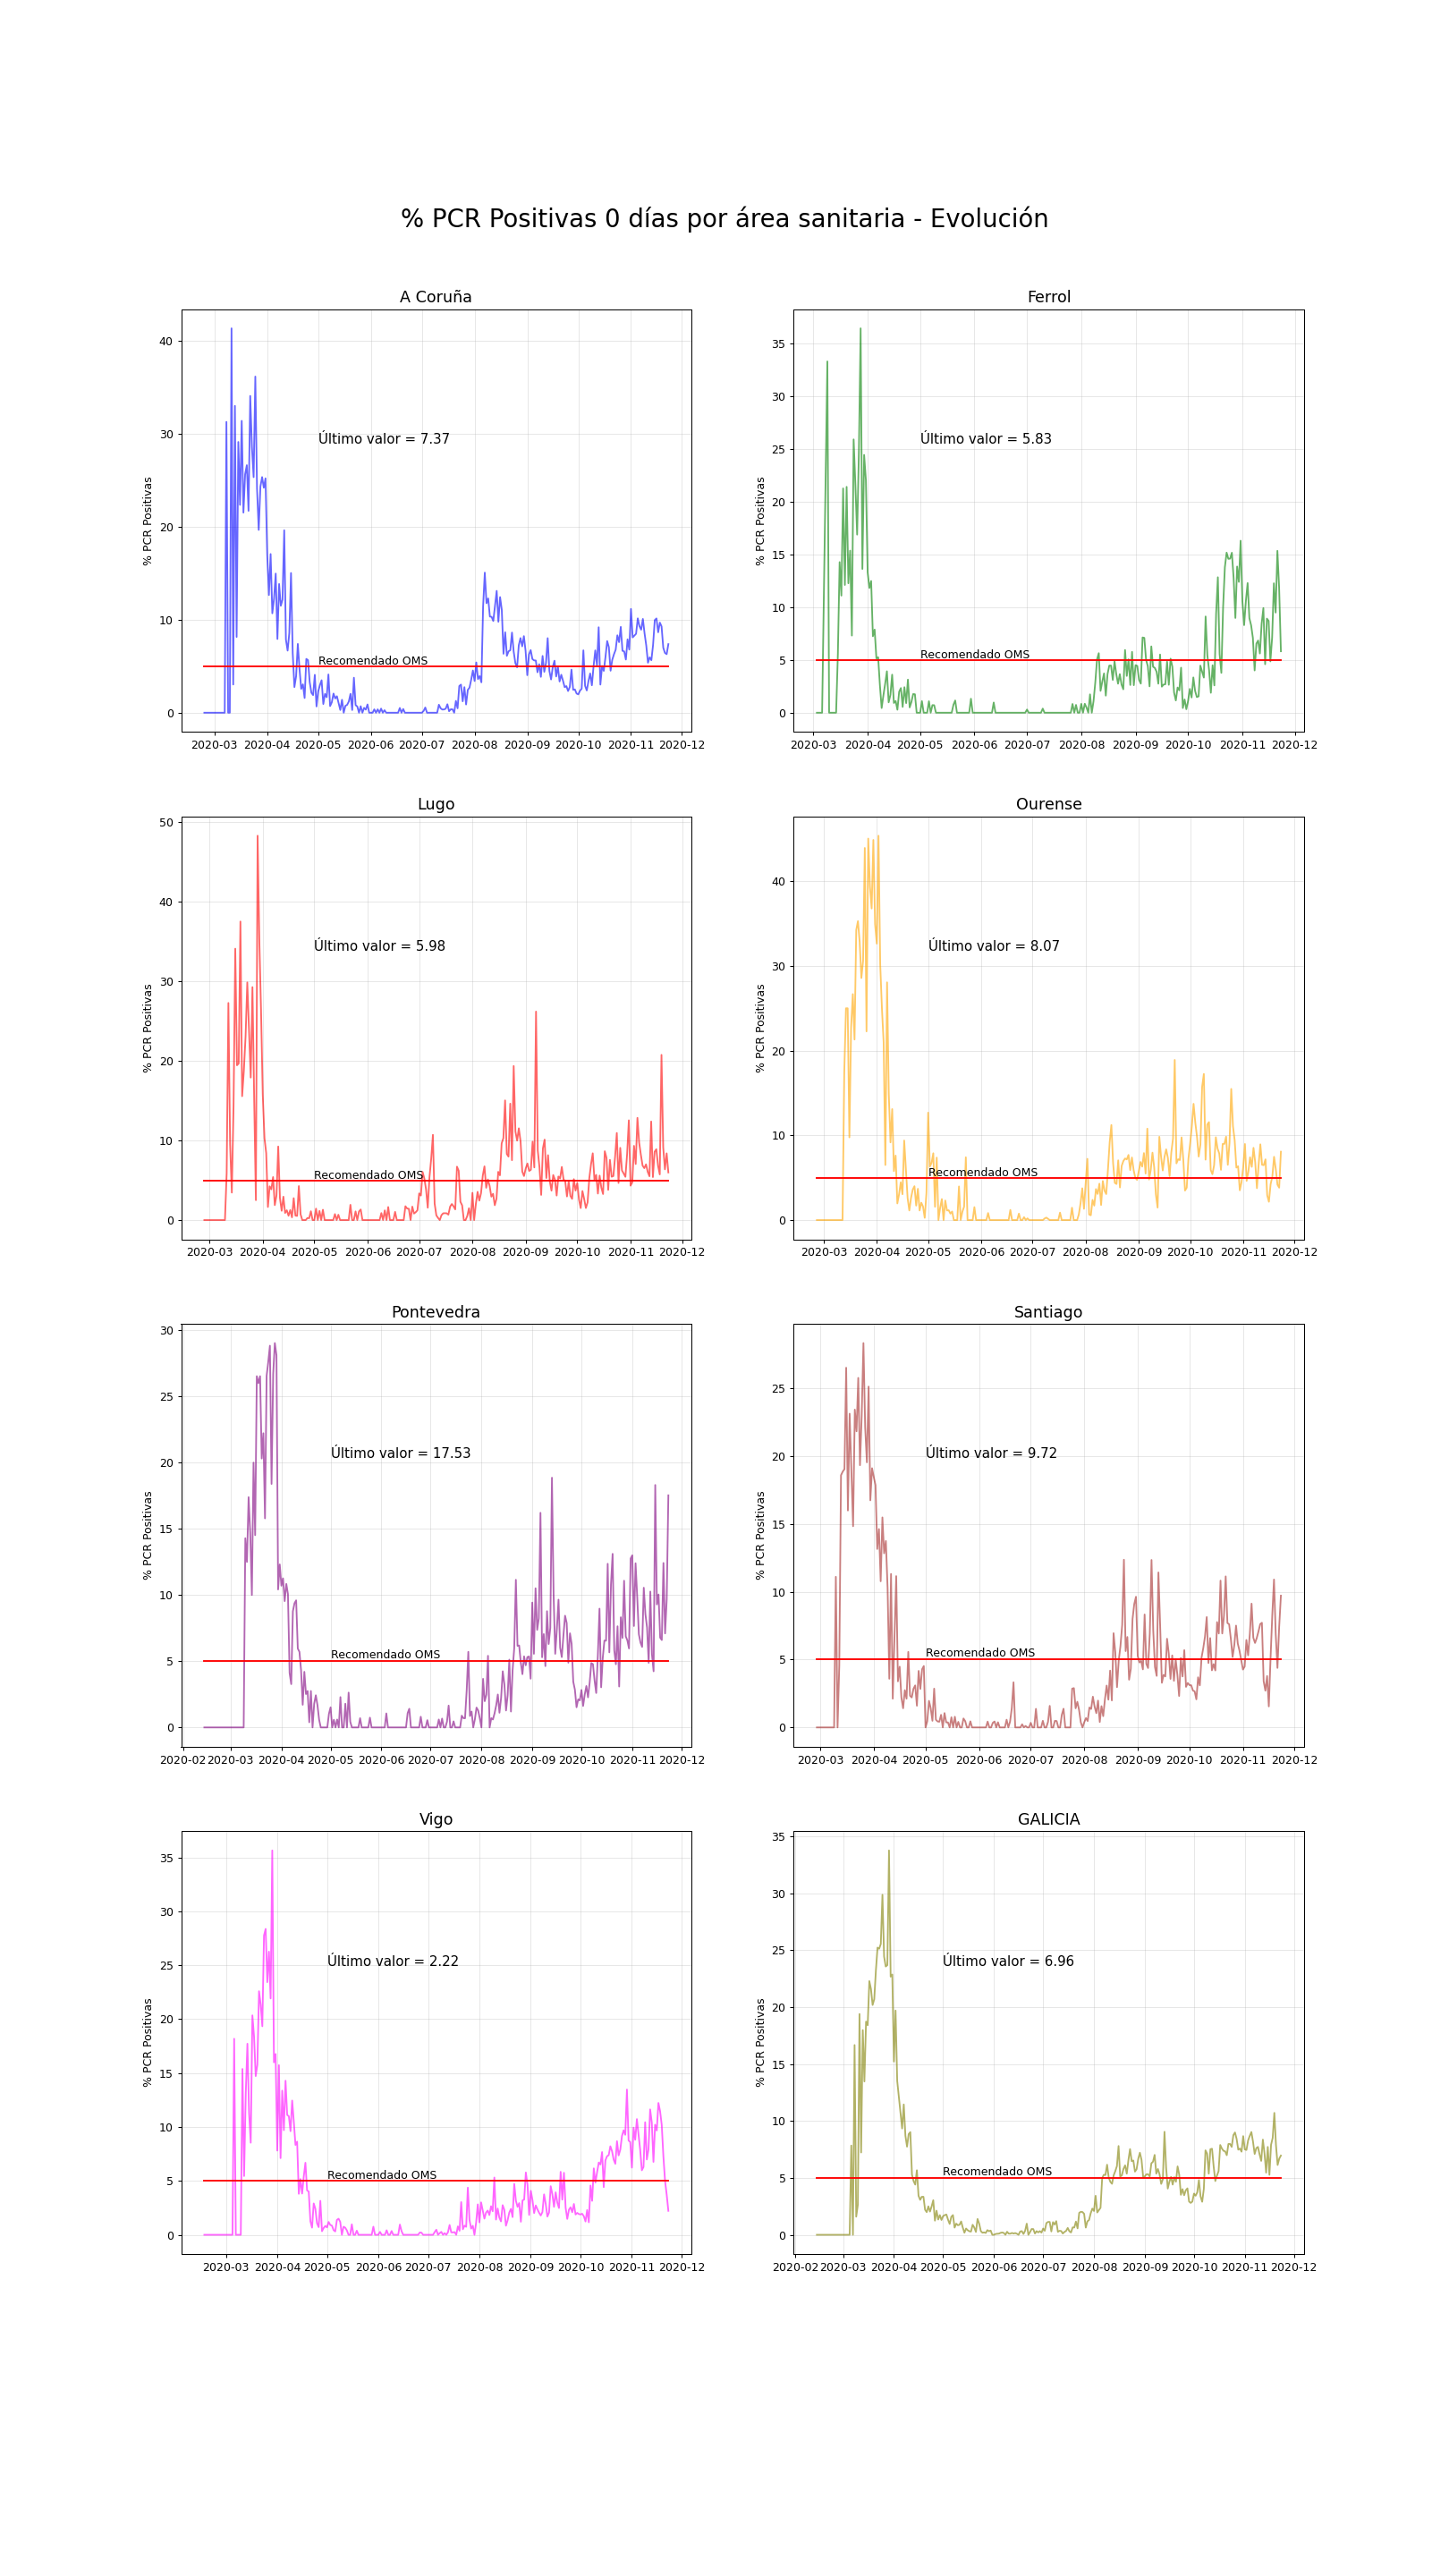 % PCR Positivas 0 días por área sanitaria - Evolución
A Coruña
% PCR Positivas
40
30
20
10
0
Último valor = 7.37
Recomendado OMS
2020-03 2020-04 2020-05 2020-06 2020-07 2020-08 2020-09 2020-10 2020-11 2020-12
Ferrol
% PCR Positivas
35
30
25
20
15
10
5
0
Último valor = 5.83
Recomendado OMS
2020-03 2020-04 2020-05 2020-06 2020-07 2020-08 2020-09 2020-10 2020-11 2020-12
Lugo
% PCR Positivas
50
40
30
20
10
0
Último valor = 5.98
Recomendado OMS
2020-03 2020-04 2020-05 2020-06 2020-07 2020-08 2020-09 2020-10 2020-11 2020-12
Ourense
% PCR Positivas
40
30
20
10
0
Último valor = 8.07
Recomendado OMS
2020-03 2020-04 2020-05 2020-06 2020-07 2020-08 2020-09 2020-10 2020-11 2020-12
Pontevedra
% PCR Positivas
30
25
20
15
10
5
0
Último valor = 17.53
Recomendado OMS
2020-02 2020-03 2020-04 2020-05 2020-06 2020-07 2020-08 2020-09 2020-10 2020-11 2020-12
Santiago
% PCR Positivas
25
20
15
10
5
0
Último valor = 9.72
Recomendado OMS
2020-03 2020-04 2020-05 2020-06 2020-07 2020-08 2020-09 2020-10 2020-11 2020-12
Vigo
% PCR Positivas
35
30
25
20
15
10
5
0
Último valor = 2.22
Recomendado OMS
2020-03 2020-04 2020-05 2020-06 2020-07 2020-08 2020-09 2020-10 2020-11 2020-12
GALICIA
% PCR Positivas
35
30
25
20
15
10
5
0
Último valor = 6.96
Recomendado OMS
2020-02 2020-03 2020-04 2020-05 2020-06 2020-07 2020-08 2020-09 2020-10 2020-11 2020-12